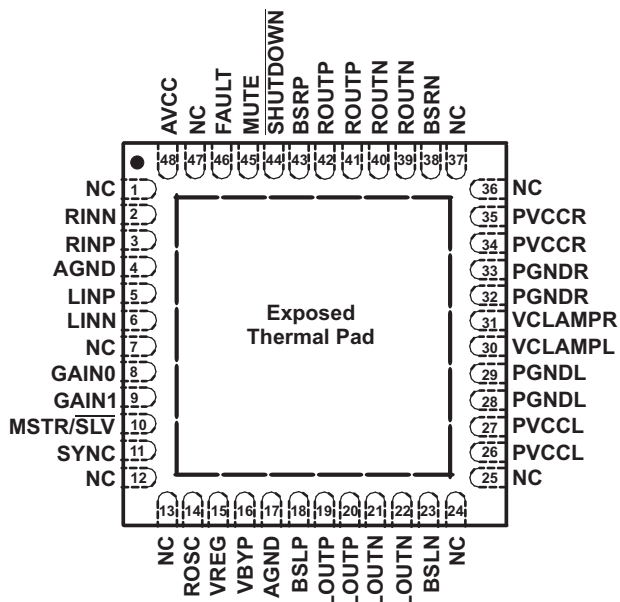 AVCC
NC
FAULT
MUTE
SHUTDOWN
BSRP
ROUTP
ROUTP
ROUTN
ROUTN
BSRN
NC
48 47 46 45 44 43 42 41 40 39 38 37
NC 1
RINN 2
RINP 3
AGND 4
LINP 5
LINN 6
NC 7
GAIN0 8
GAIN1 9
MSTR/SLV 10
SYNC 11
NC 12
Exposed
Thermal Pad
36 NC
35 PVCCR
34 PVCCR
33 PGNDR
32 PGNDR
31 VCLAMPR
30 VCLAMPL
29 PGNDL
28 PGNDL
27 PVCCL
26 PVCCL
25 NC
13 14 15 16 17 18 19 20 21 22 23 24
NC
ROSC
VREG
VBYP
AGND
BSLP
LOUTP
LOUTP
LOUTN
LOUTN
BSLN
NC